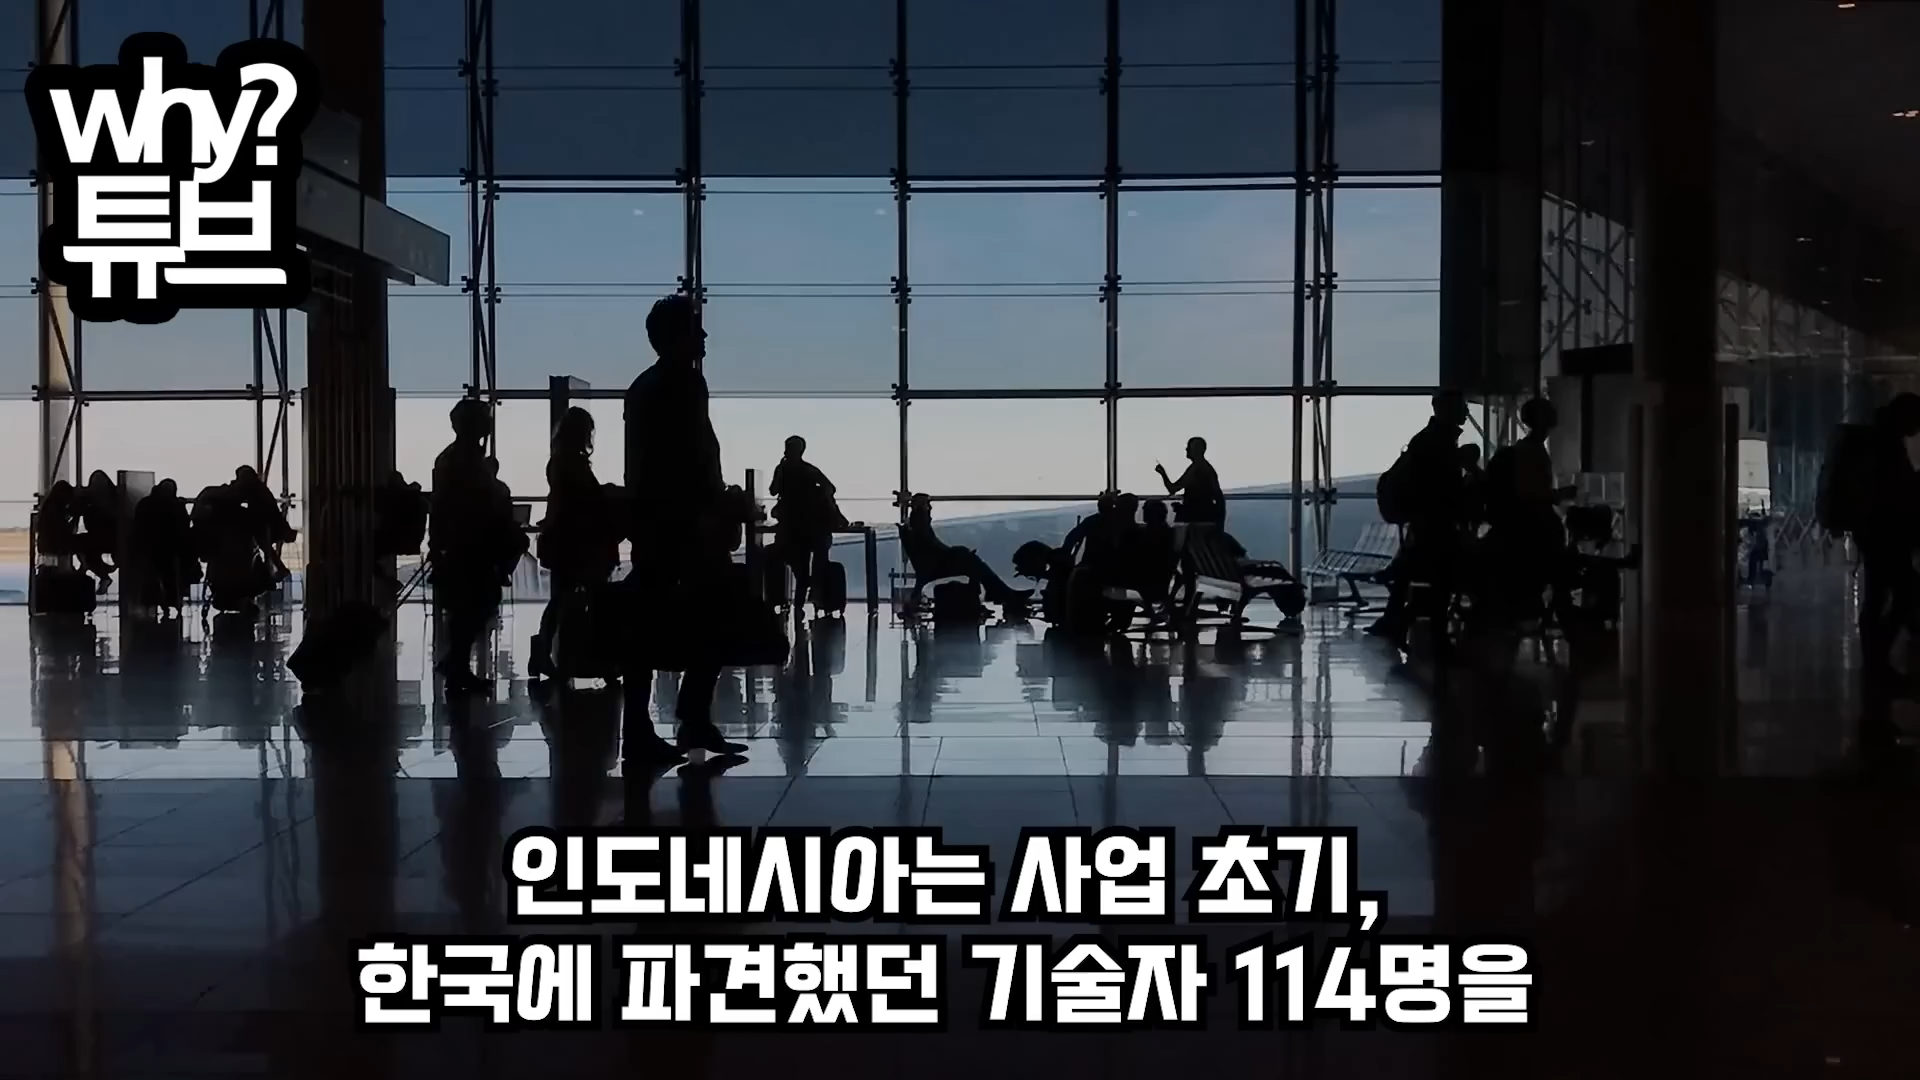 why?
튜브
인도네시아는 사업 초기,
한국에 파견했던 기술자 114명을